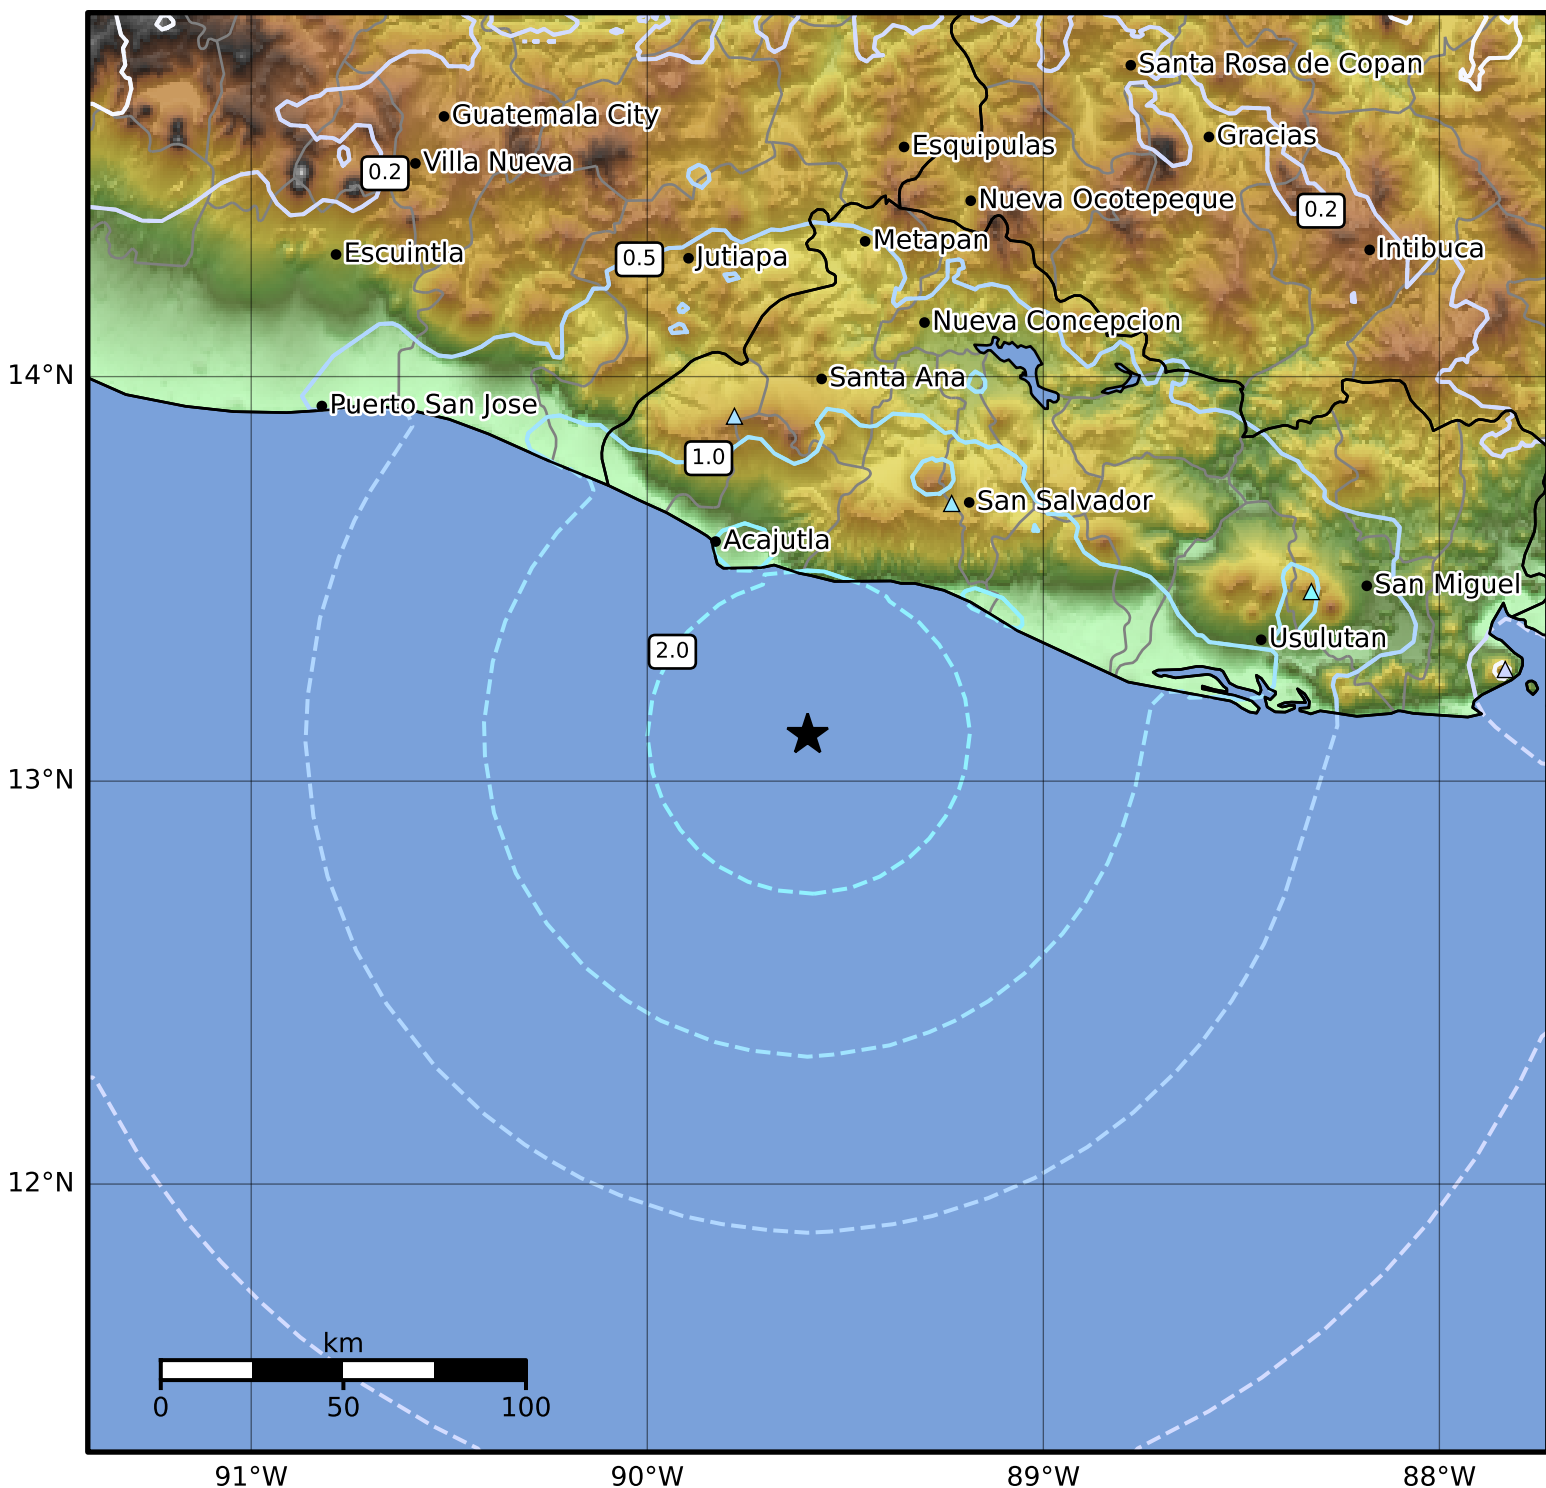 Santa Rosa de Copan
Guatemala City
Gracias
Esquipulas
Villa Nueva
0.2
Nueva Ocotepeque
0.2
Metapan
Intibuca
Escuintla
0.5
Jutiapa
Nueva Concepcion
14°N
Santa Ana
Puerto San Jose
1.0
San Salvador
Acajutla
San Miguel
Usulutan
2.0
13°N
12°N
km
0 50 100
91°W 90°W 89°W 88°W